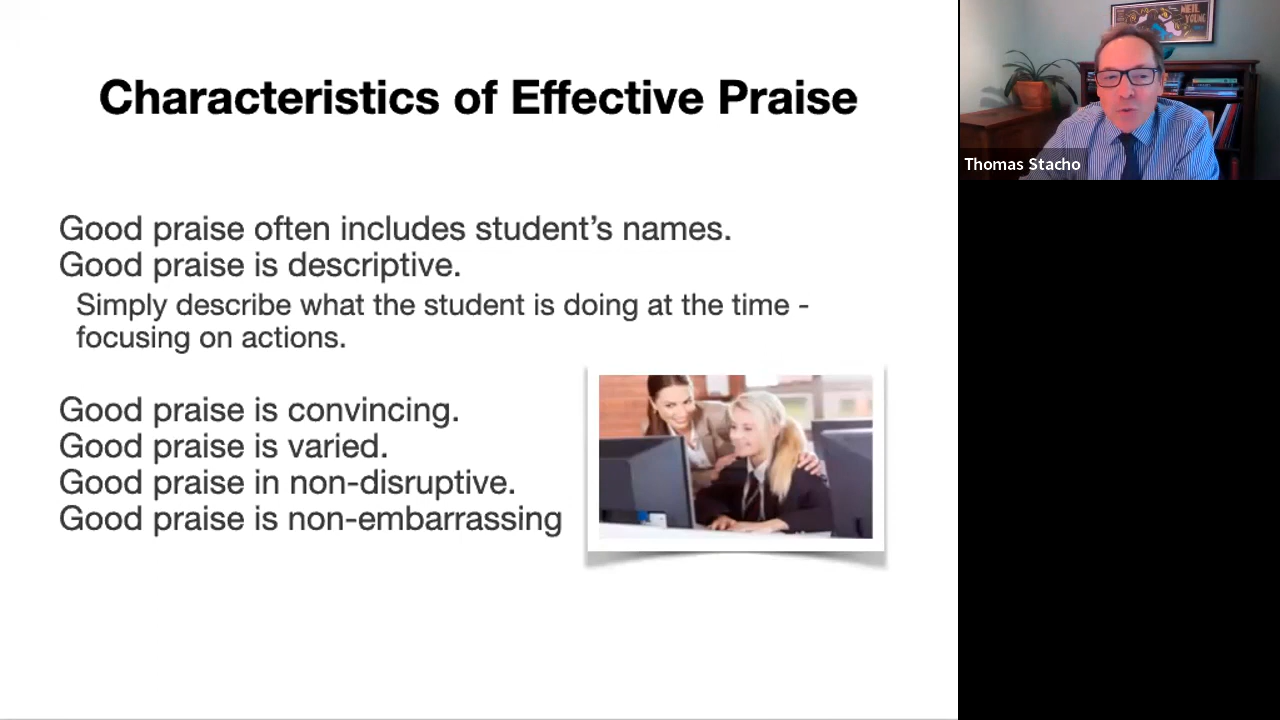 Characteristics of Effective Praise
Good praise often includes student’s names.
Good praise is descriptive.
Simply describe what the student is doing at the time -
focusing on actions.
Good praise is convincing.
Good praise is varied.
Good praise in non-disruptive.
Good praise is non-embarrassing
NEIL
YOUNG
Thomas Stacho